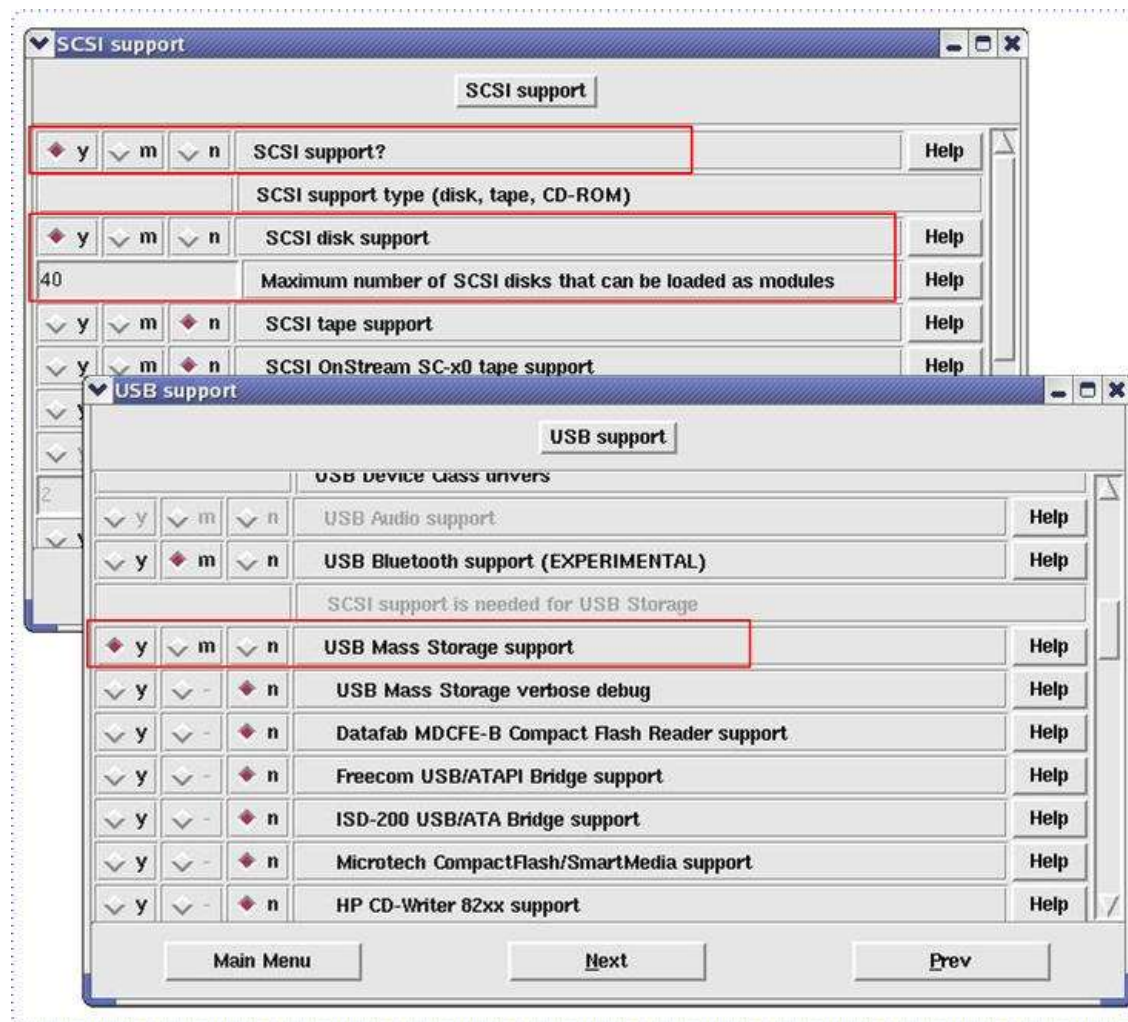 SCSI support
SCSI support
y m n SCSI support? Help
SCSI support type (disk, tape, CD-ROM)
y m n SCSI disk support Help
40 Maximum number of SCSI disks that can be loaded as modules Help
y m n SCSI tape support Help
y m n SCSI OnStream SC-x0 tape support Help
2
USB support
USB support
USB Device Class drivers
y m n USB Audio support Help
y m n USB Bluetooth support (EXPERIMENTAL) Help
SCSI support is needed for USB Storage
y m n USB Mass Storage support Help
y - n USB Mass Storage verbose debug Help
y - n Datafab MDCFE-B Compact Flash Reader support Help
y - n Freecom USB/ATAPI Bridge support Help
y - n ISD-200 USB/ATA Bridge support Help
y - n Microtech CompactFlash/SmartMedia support Help
y - n HP CD-Writer 82xx support Help
Main Menu Next Prev